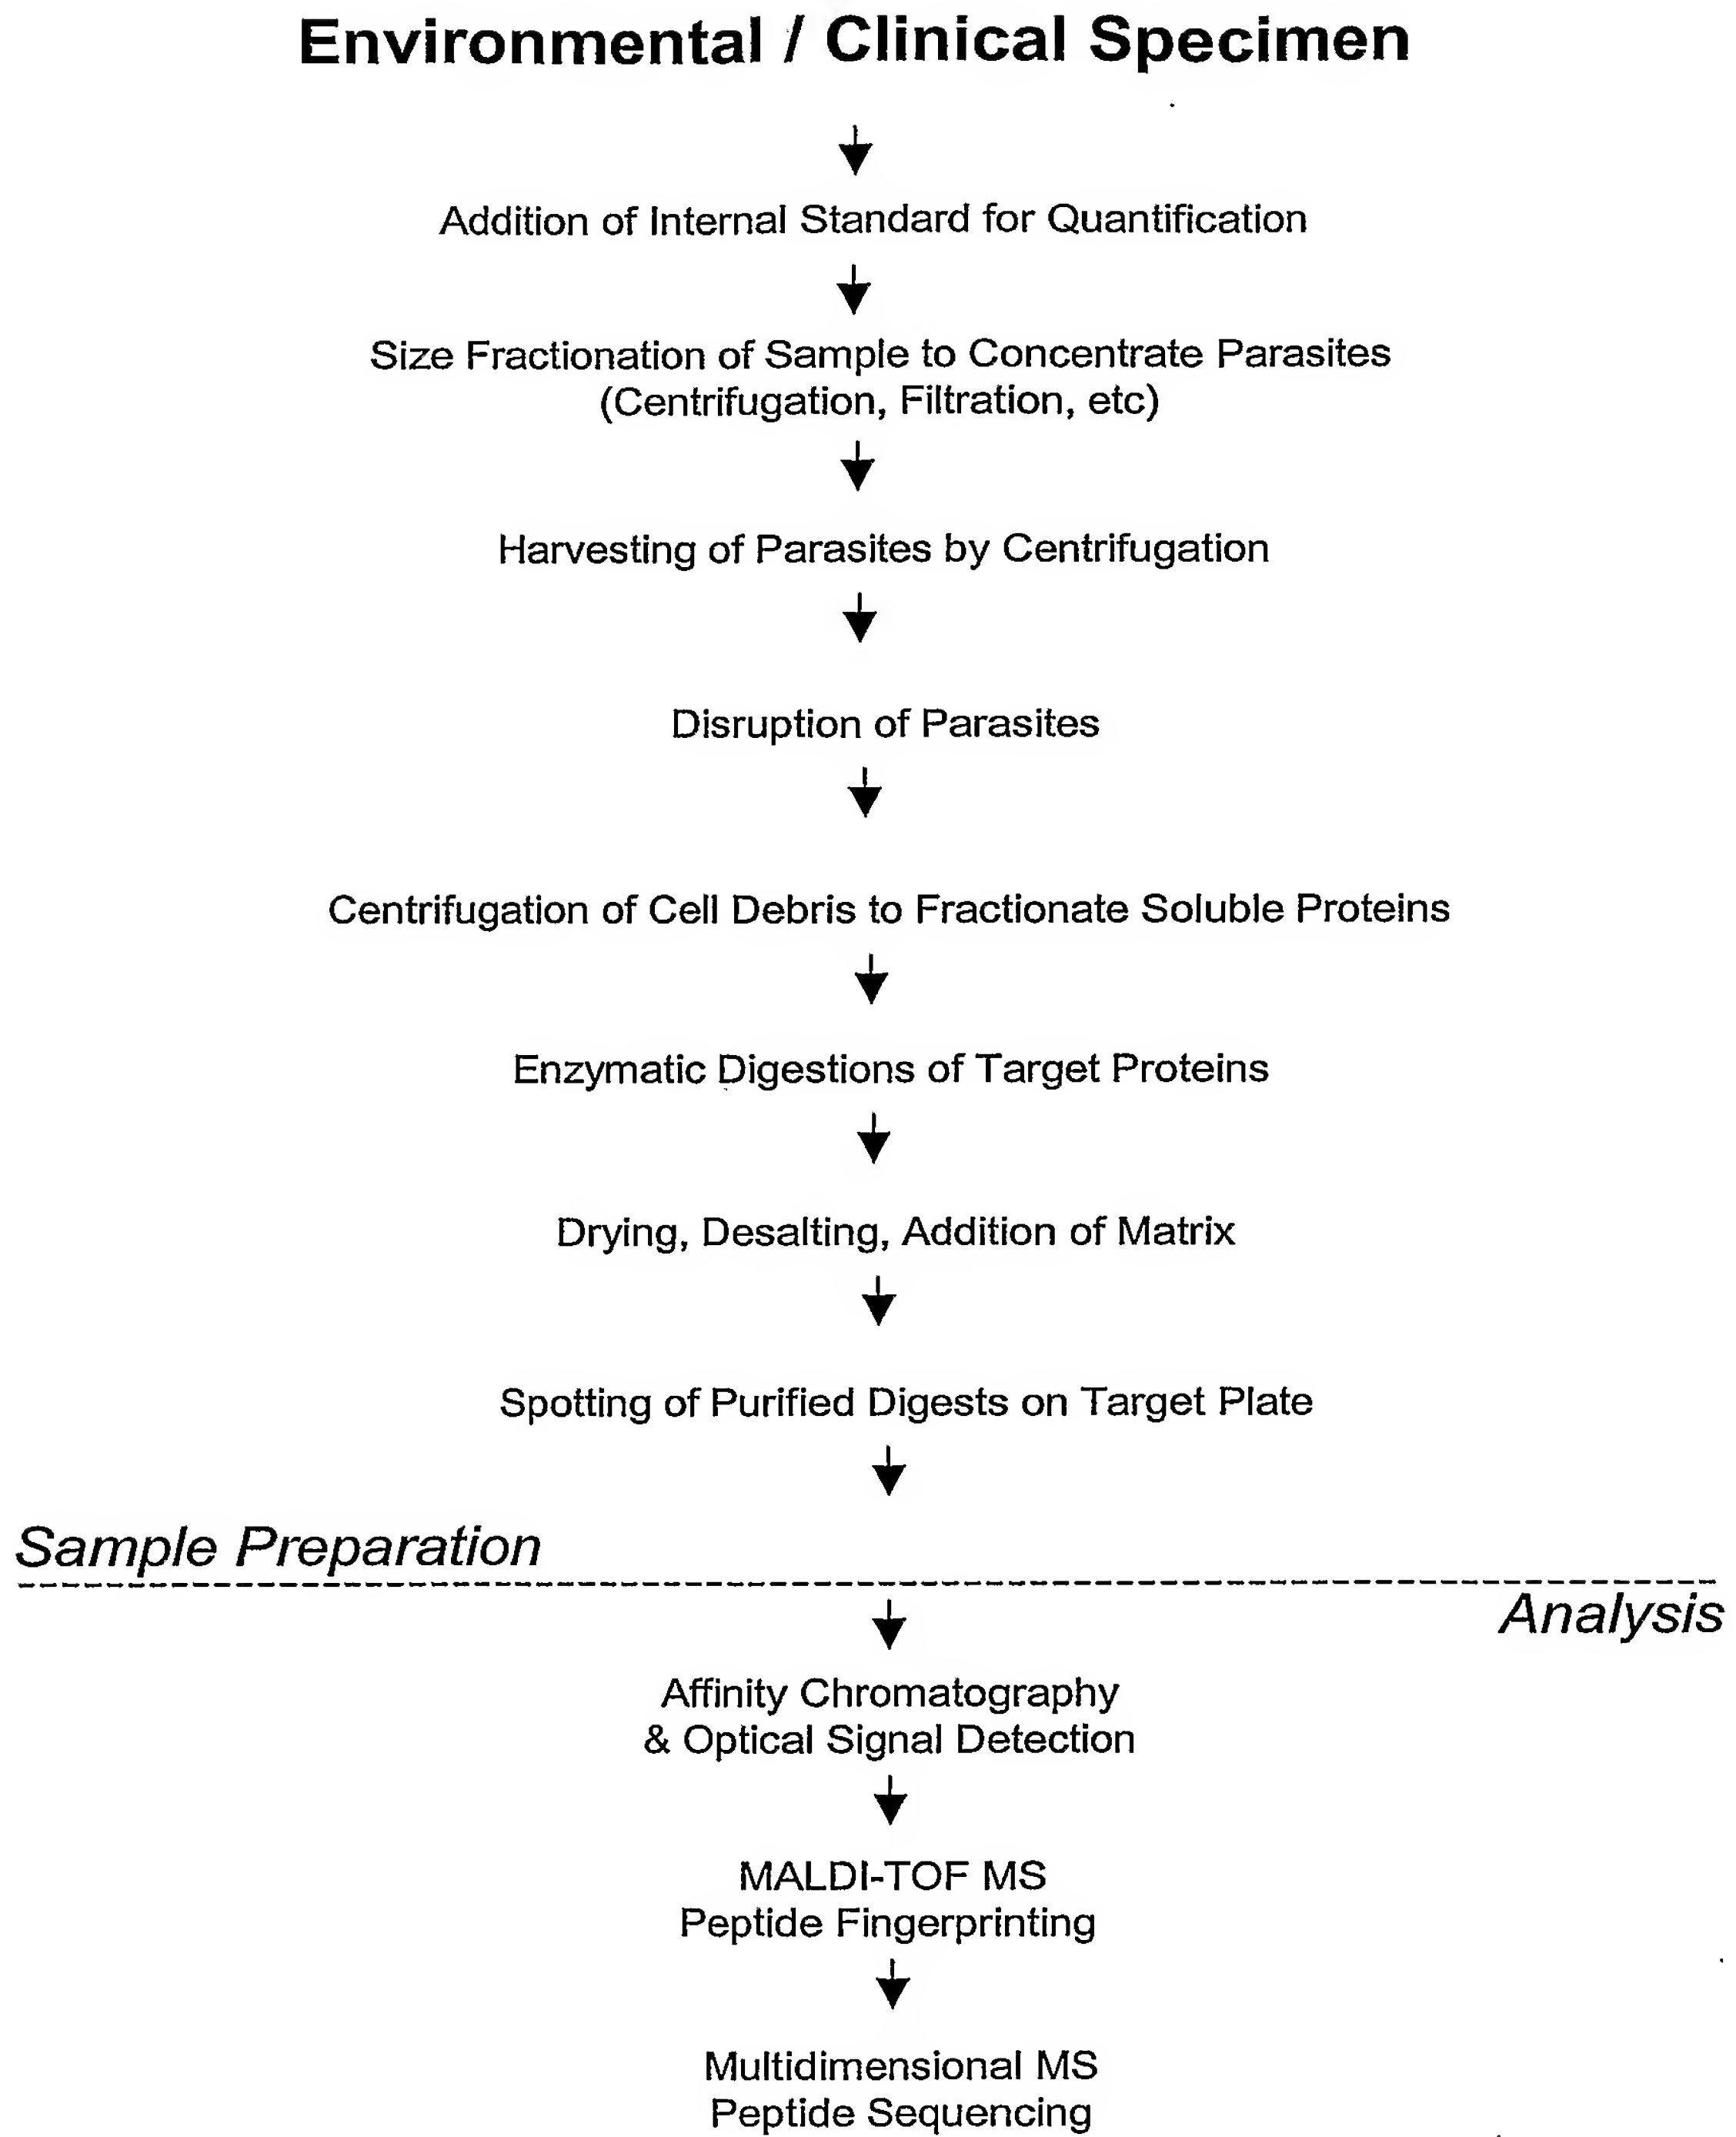 Environmental / Clinical Specimen
Addition of Internal Standard for Quantification
Size Fractionation of Sample to Concentrate Parasites
(Centrifugation, Filtration, etc)
Harvesting of Parasites by Centrifugation
Disruption of Parasites
Centrifugation of Cell Debris to Fractionate Soluble Proteins
Enzymatic Digestions of Target Proteins
Drying, Desalting, Addition of Matrix
Spotting of Purified Digests on Target Plate
Sample Preparation
Analysis
Affinity Chromatography
& Optical Signal Detection
MALDI-TOF MS
Peptide Fingerprinting
Multidimensional MS
Peptide Sequencing